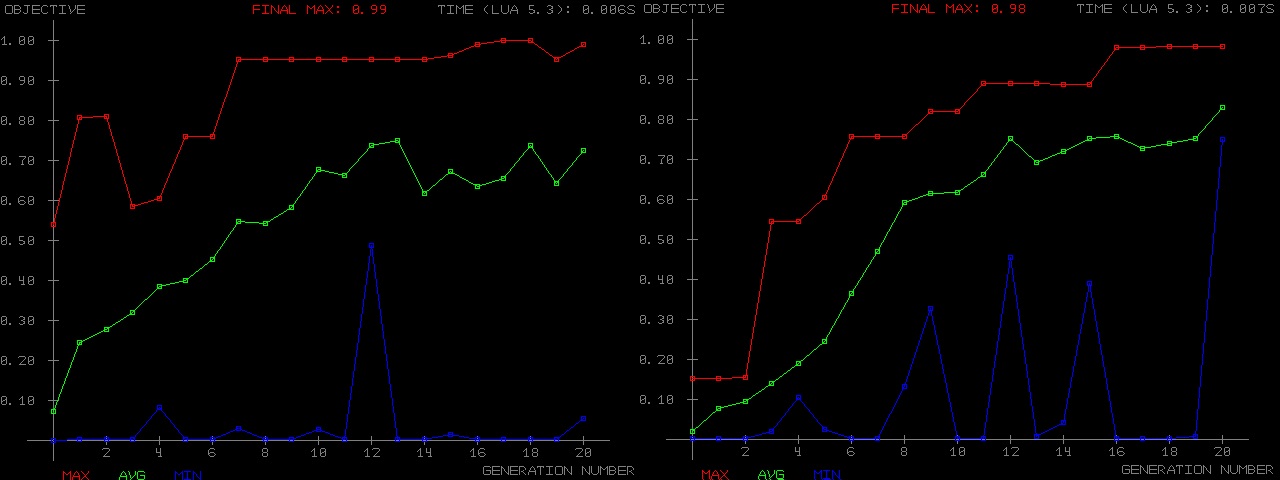 OBJECTIVE FINAL MAX: 0.99 TIME (LUA 5.3): 0.006S
1.00
0.90
0.80
0.70
0.60
0.50
0.40
0.30
0.20
0.10
2 4 6 8 10 12 14 16 18 20
GENERATION NUMBER
MAX AVG MIN
OBJECTIVE FINAL MAX: 0.98 TIME (LUA 5.3): 0.007S
1.00
0.90
0.80
0.70
0.60
0.50
0.40
0.30
0.20
0.10
2 4 6 8 10 12 14 16 18 20
GENERATION NUMBER
MAX AVG MIN